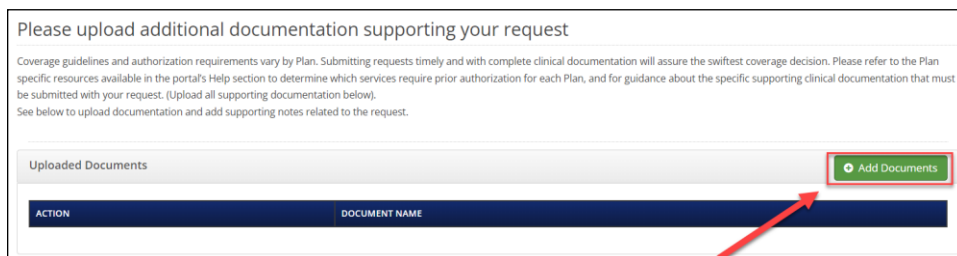 Please upload additional documentation supporting your request
Coverage guidelines and authorization requirements vary by Plan. Submitting requests timely and with complete clinical documentation will assure the swiftest coverage decision. Please refer to the Plan
specific resources available in the portal's Help section to determine which services require prior authorization for each Plan, and for guidance about the specific supporting clinical documentation that must
be submitted with your request. (Upload all supporting documentation below).
See below to upload documentation and add supporting notes related to the request.
Uploaded Documents
Add Documents
ACTION DOCUMENT NAME